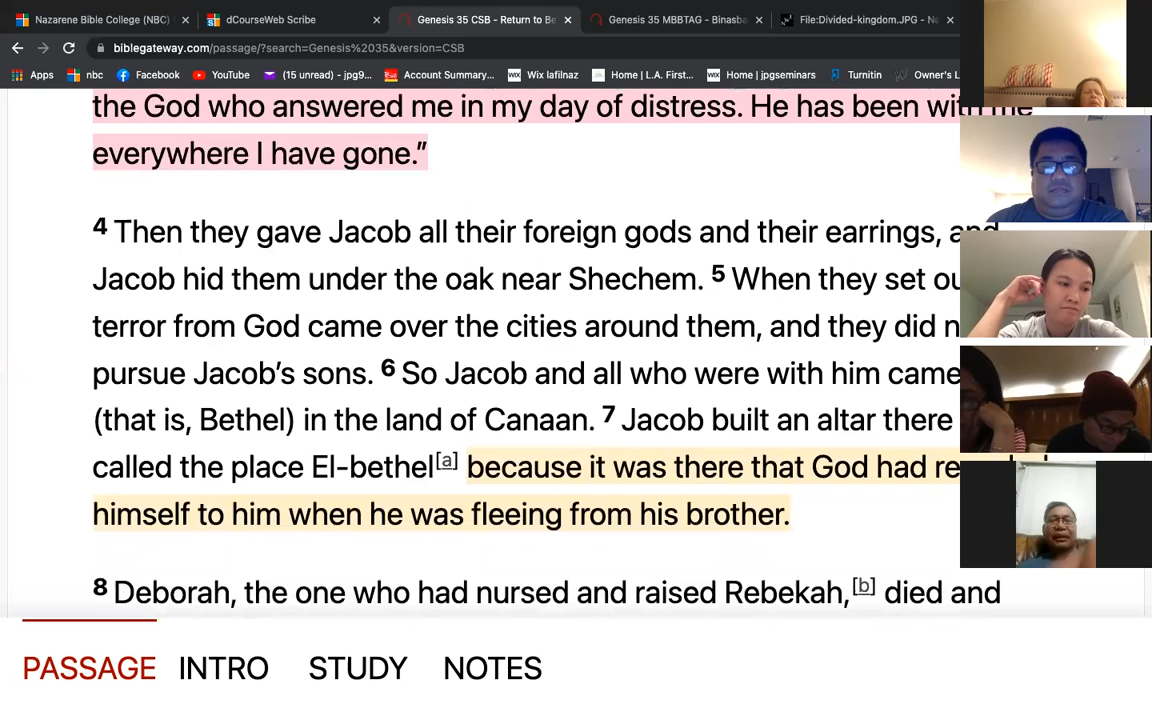 Nazarene Bible College (NBC)
dCourseWeb Scribe
Genesis 35 CSB - Return to Be
Genesis 35 MBBTAG - Binasba
File:Divided-kingdom.JPG - Ne
biblegateway.com/passage/?search=Genesis%2035&version=CSB
Apps
nbc
Facebook
YouTube
(15 unread) - jpg9...
Account Summary...
Wix lafilnaz
Home | L.A. First...
Home | jpgseminars
Turnitin
Owner's L
the God who answered me in my day of distress. He has been with me
everywhere I have gone.”
4 Then they gave Jacob all their foreign gods and their earrings, and
Jacob hid them under the oak near Shechem. 5 When they set ou
terror from God came over the cities around them, and they did n
pursue Jacob’s sons. 6 So Jacob and all who were with him came
(that is, Bethel) in the land of Canaan. 7 Jacob built an altar there
called the place El-bethel[a] because it was there that God had re
himself to him when he was fleeing from his brother.
8 Deborah, the one who had nursed and raised Rebekah,[b] died and
PASSAGE INTRO STUDY NOTES